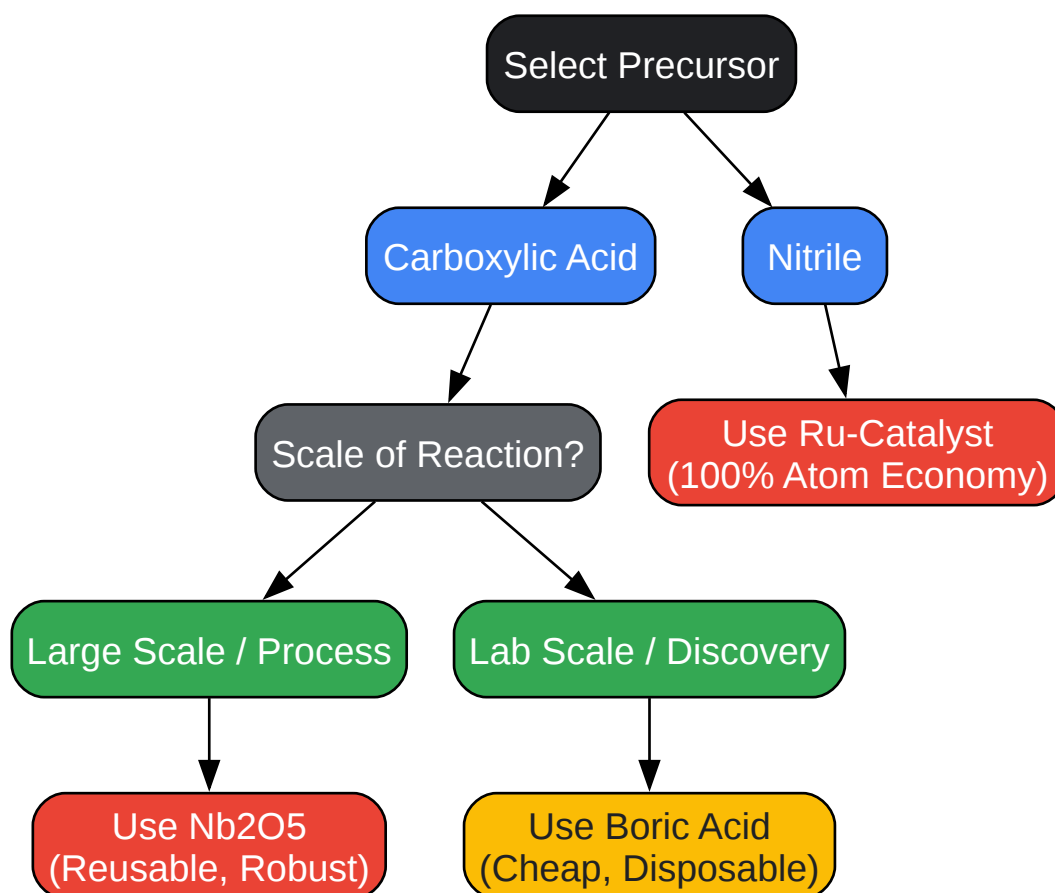 Select Precursor
Carboxylic Acid
Nitrile
Scale of Reaction?
Use Ru-Catalyst
(100% Atom Economy)
Large Scale / Process
Lab Scale / Discovery
Use Nb2O5
(Reusable, Robust)
Use Boric Acid
(Cheap, Disposable)